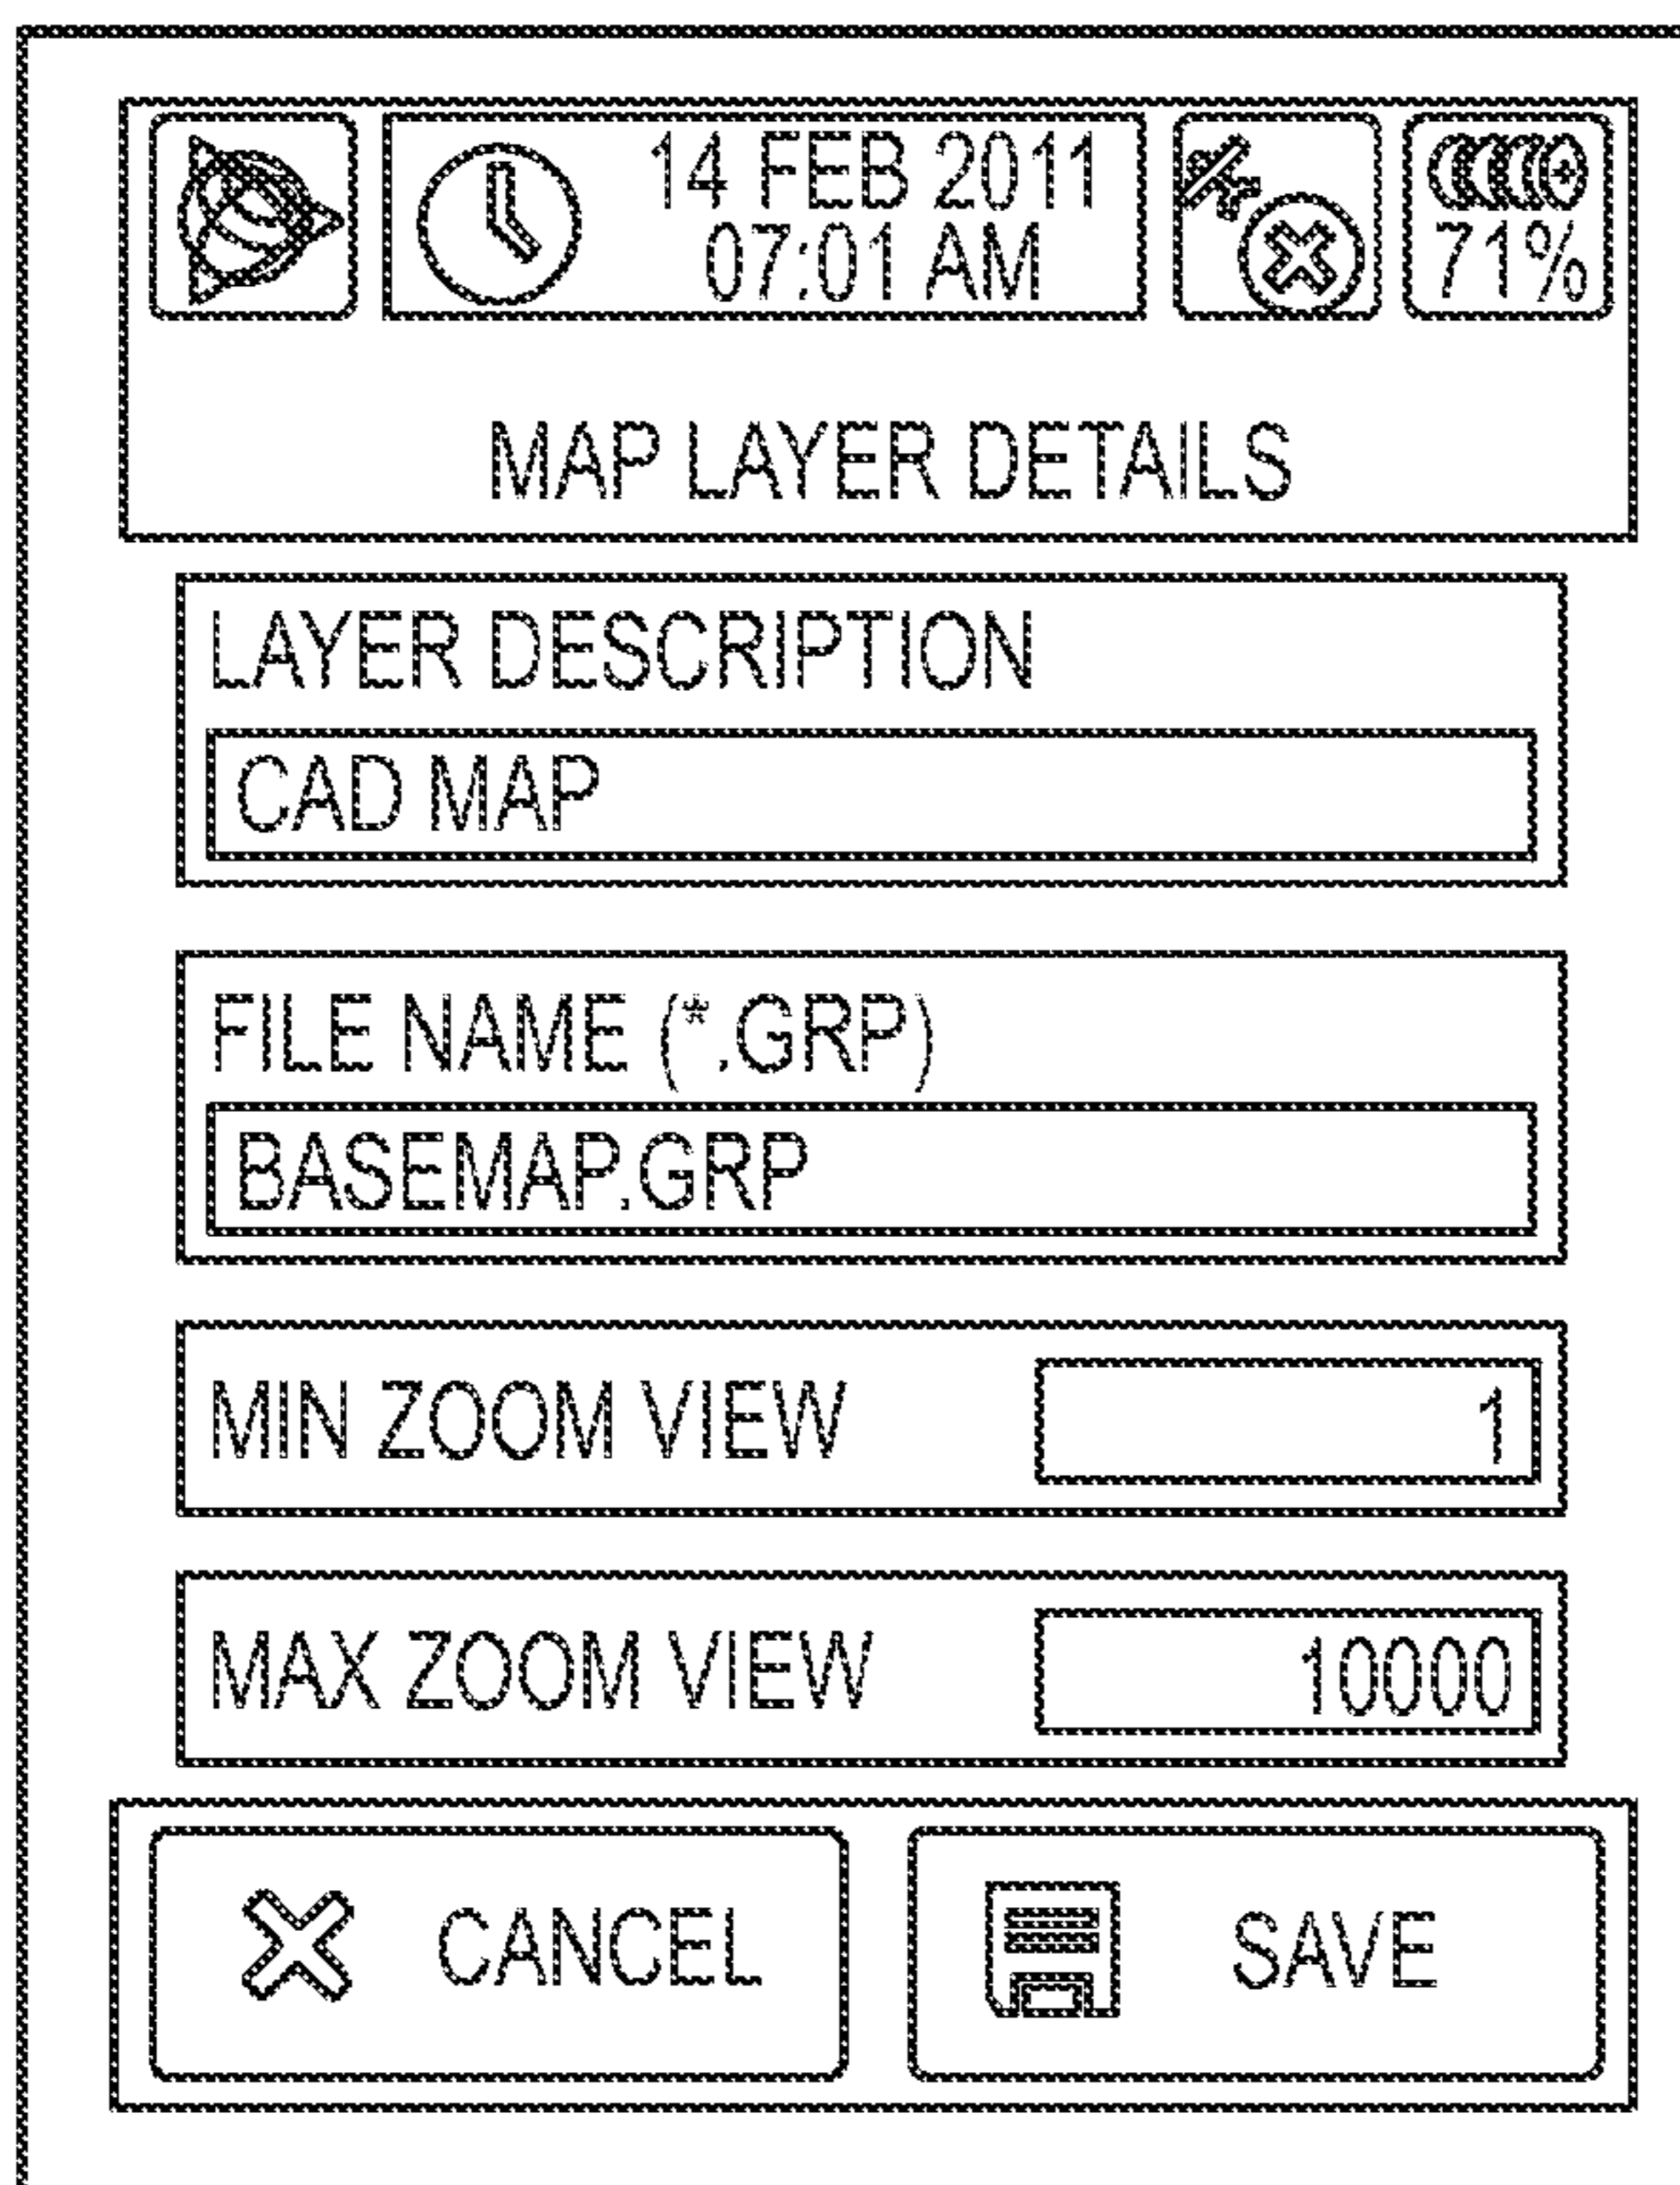 14 FEB 2011
07:01 AM
71%
MAP LAYER DETAILS
LAYER DESCRIPTION
CAD MAP
FILE NAME (*.GRP)
BASEMAP.GRP
MIN ZOOM VIEW 1
MAX ZOOM VIEW 10000
CANCEL SAVE